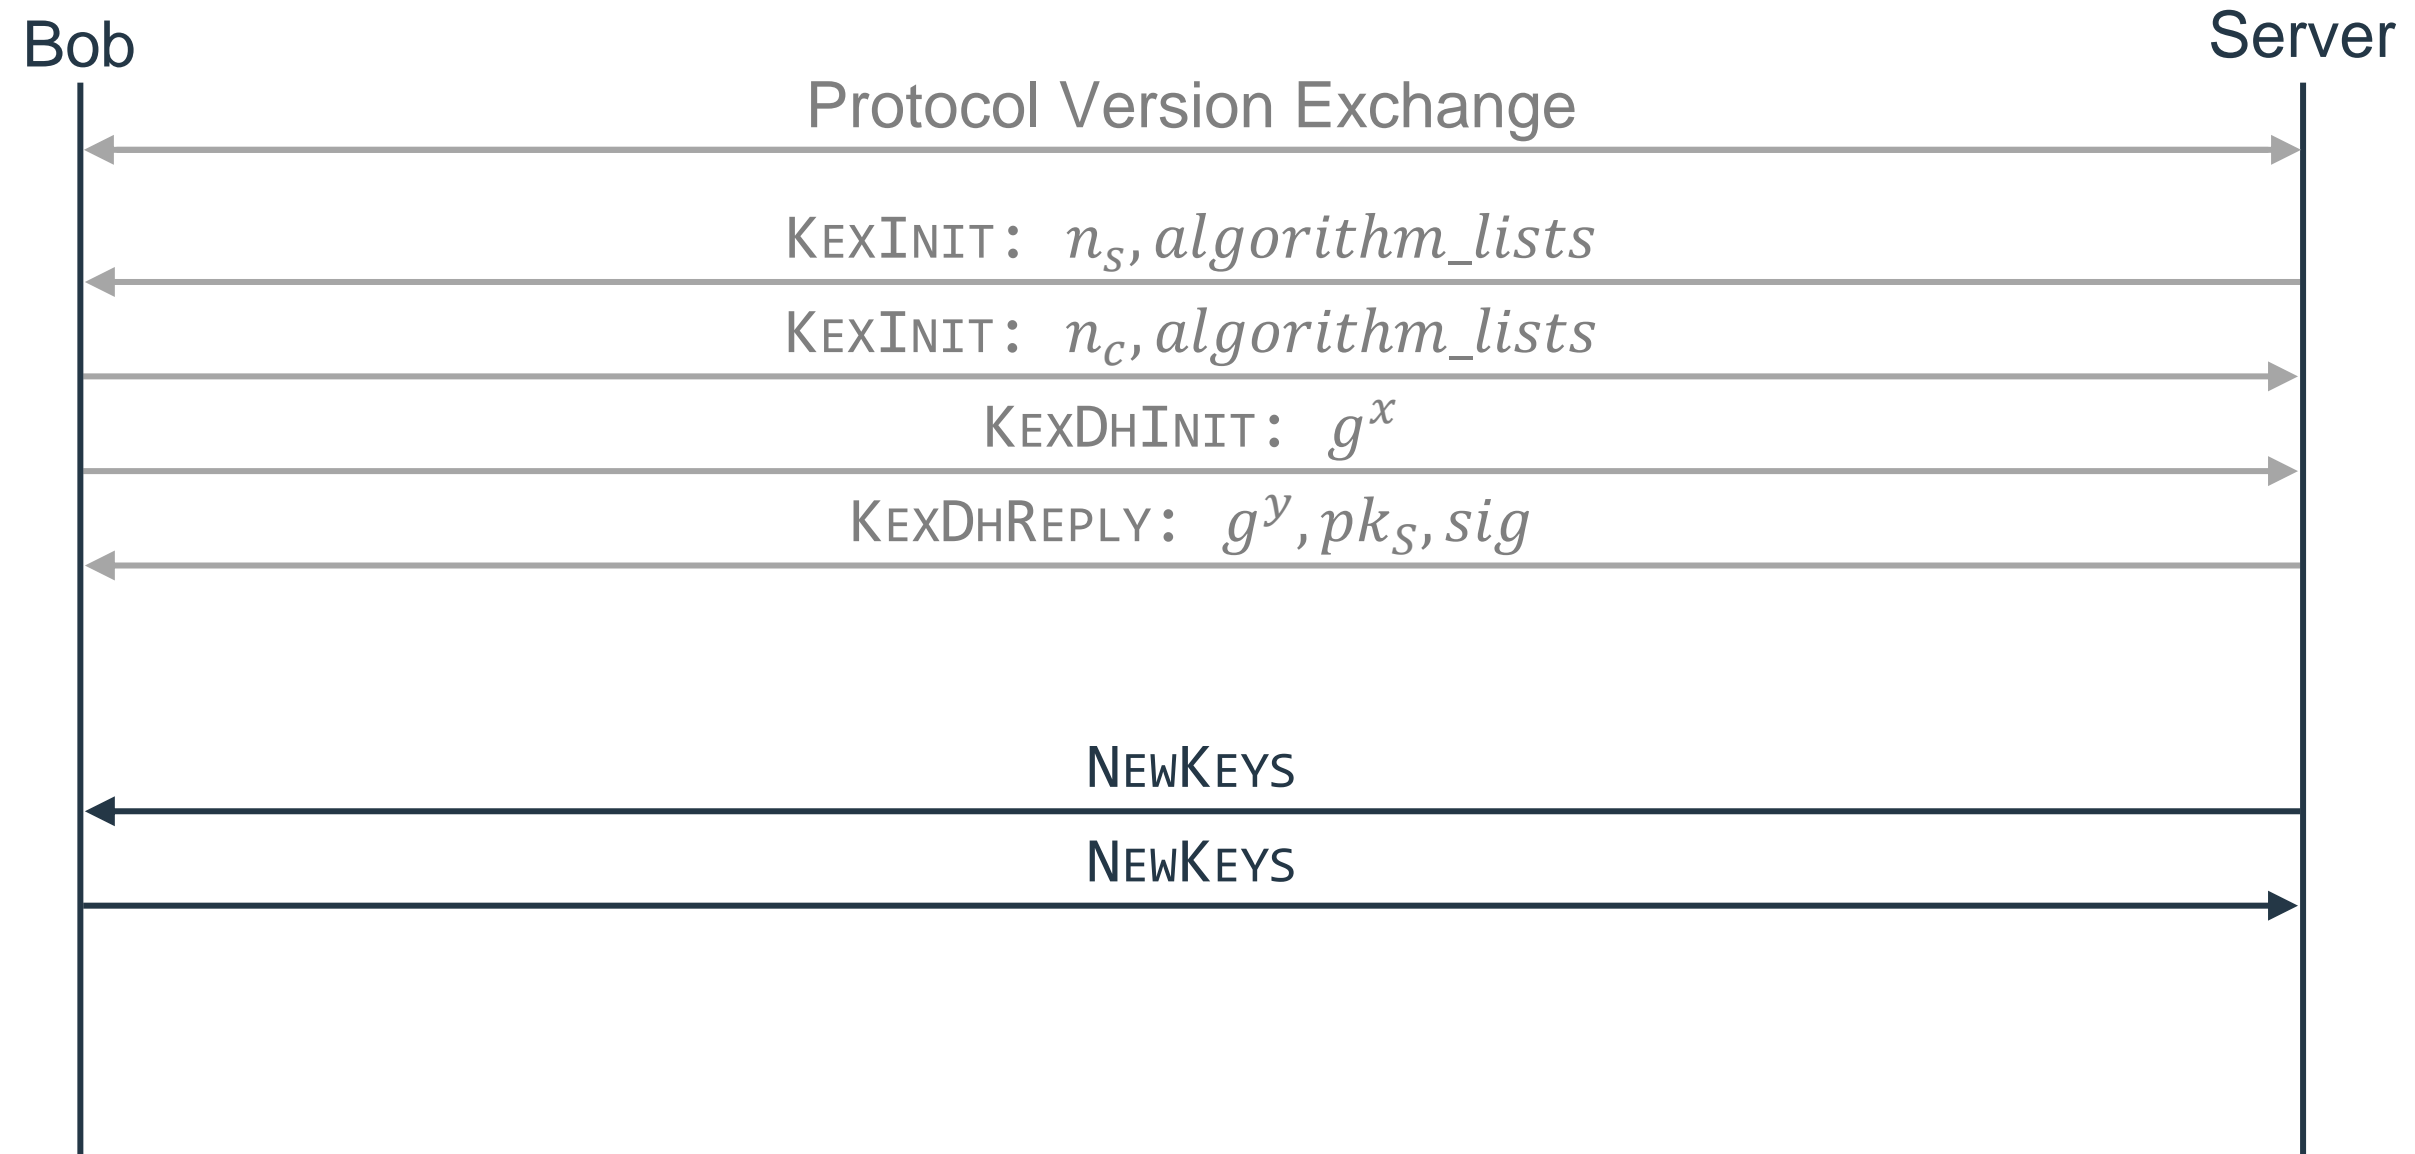 Bob
Server
Protocol Version Exchange
KEXINIT: n_s, algorithm_lists
KEXINIT: n_c, algorithm_lists
KEXDHINIT: g^x
KEXDHREPLY: g^y, pk_S, sig
NEWKEYS
NEWKEYS